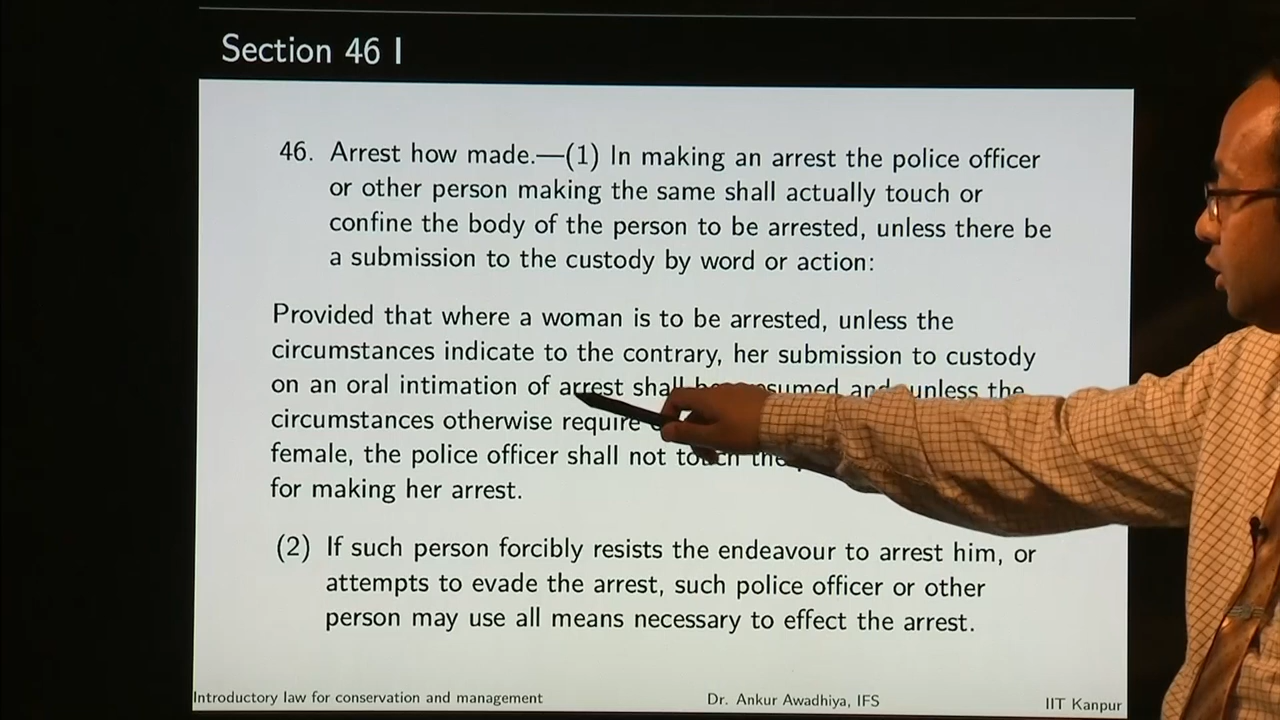 Section 46 I
46. Arrest how made.—(1) In making an arrest the police officer
or other person making the same shall actually touch or
confine the body of the person to be arrested, unless there be
a submission to the custody by word or action:
Provided that where a woman is to be arrested, unless the
circumstances indicate to the contrary, her submission to custody
on an oral intimation of arrest shall and, unless the
circumstances otherwise require
female, the police officer shall not touch the
for making her arrest.
(2) If such person forcibly resists the endeavour to arrest him, or
attempts to evade the arrest, such police officer or other
person may use all means necessary to effect the arrest.
Introductory law for conservation and management Dr. Ankur Awadhiya, IFS IIT Kanpur